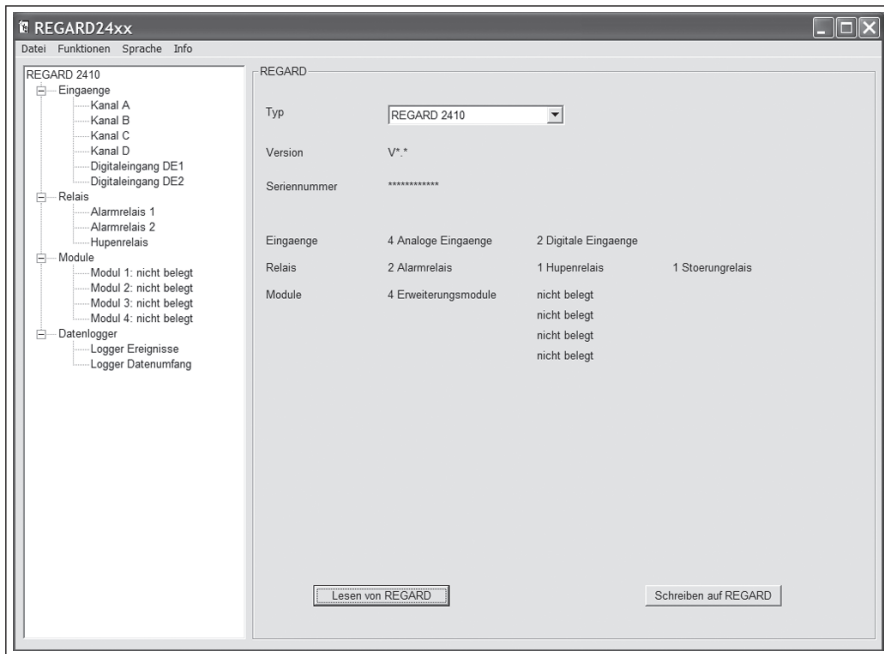 REGARD24xx
Datei Funktionen Sprache Info
REGARD 2410
Eingaenge
Kanal A
Kanal B
Kanal C
Kanal D
Digitaleingang DE1
Digitaleingang DE2
Relais
Alarmrelais 1
Alarmrelais 2
Hupenrelais
Module
Modul 1: nicht belegt
Modul 2: nicht belegt
Modul 3: nicht belegt
Modul 4: nicht belegt
Datenlogger
Logger Ereignisse
Logger Datenumfang
REGARD
Typ REGARD 2410
Version V*.*
Seriennummer ************
Eingaenge 4 Analoge Eingaenge 2 Digitale Eingaenge
Relais 2 Alarmrelais 1 Hupenrelais 1 Stoerungrelais
Module 4 Erweiterungsmodule nicht belegt
nicht belegt
nicht belegt
nicht belegt
Lesen von REGARD Schreiben auf REGARD